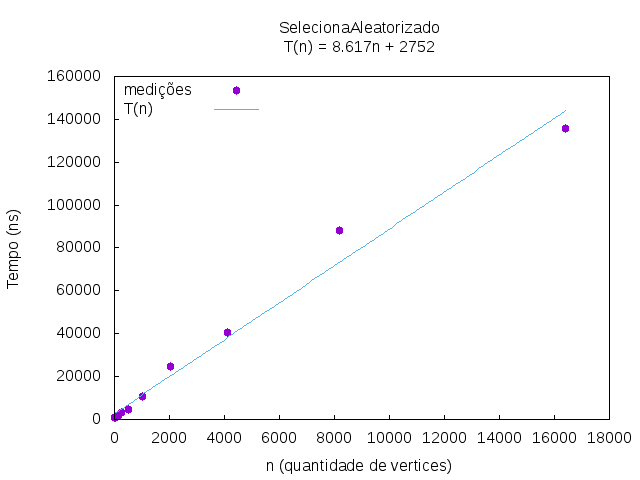 SelecionaAleatorizado
T(n) = 8.617n + 2752
160000
140000
120000
100000
80000
60000
40000
20000
0
medições
T(n)
Tempo (ns)
0 2000 4000 6000 8000 10000 12000 14000 16000 18000
n (quantidade de vertices)